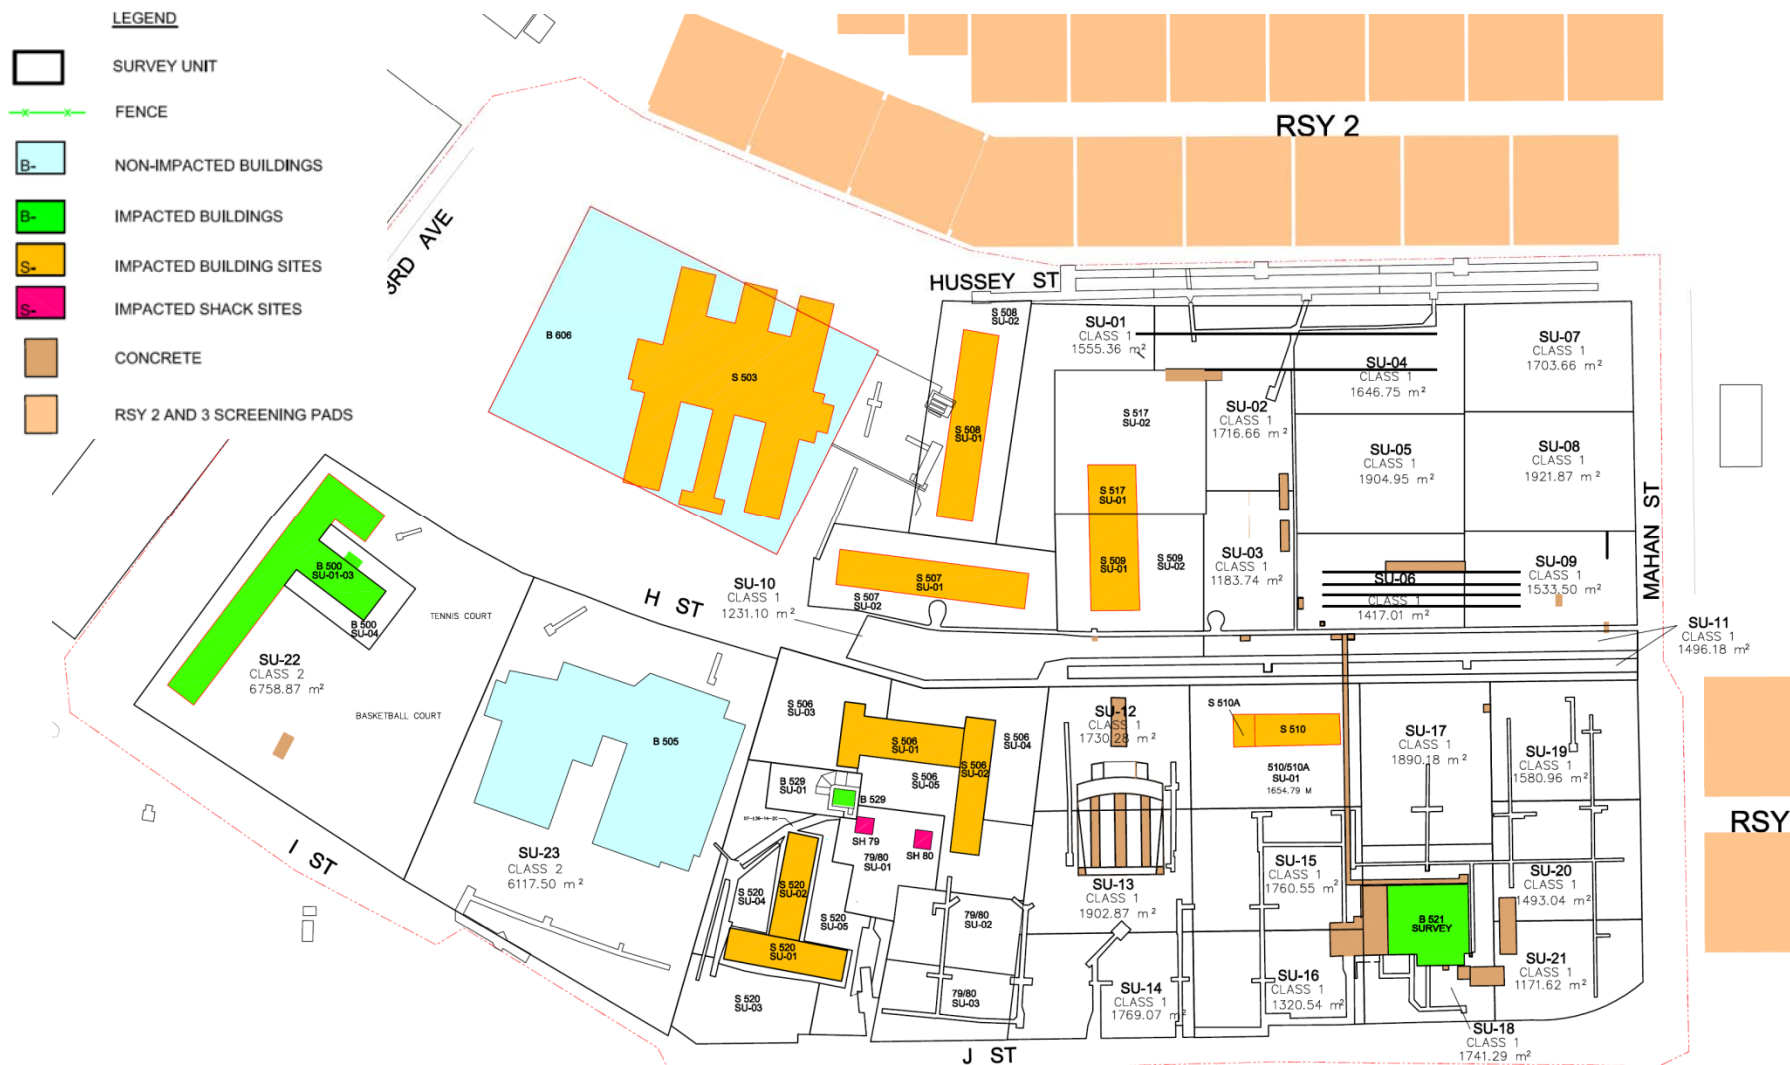 LEGEND
SURVEY UNIT
FENCE
B-
NON-IMPACTED BUILDINGS
B-
IMPACTED BUILDINGS
S-
IMPACTED BUILDING SITES
S-
IMPACTED SHACK SITES
CONCRETE
RSY 2 AND 3 SCREENING PADS
RSY 2
3RD AVE
HUSSEY ST
B 606
S 503
S 508
SU-02
S 508
SU-01
SU-01
CLASS 1
1555.36 m²
SU-07
CLASS 1
1703.66 m²
SU-04
CLASS 1
1646.75 m²
S 517
SU-02
SU-02
CLASS 1
1716.66 m²
SU-05
CLASS 1
1904.95 m²
SU-08
CLASS 1
1921.87 m²
S 517
SU-01
MAHAN ST
B 500
SU-01-03
B 500
SU-04
TENNIS COURT
H ST
SU-10
CLASS 1
1231.10 m²
S 507
SU-01
S 507
SU-02
S 509
SU-01
S 509
SU-02
SU-03
CLASS 1
1183.74 m²
SU-06
CLASS 1
1417.01 m²
SU-09
CLASS 1
1533.50 m²
SU-11
CLASS 1
1496.18 m²
SU-22
CLASS 2
6758.87 m²
BASKETBALL COURT
B 505
S 506
SU-03
S 506
SU-01
S 506
SU-02
S 506
SU-04
S 506
SU-05
SU-12
CLASS 1
1730.28 m²
S 510A
S 510
510/510A
SU-01
1654.79 M
SU-17
CLASS 1
1890.18 m²
SU-19
CLASS 1
1580.96 m²
B 529
SU-01
B 529
RSY
SH 79
SH 80
79/80
SU-01
I ST
SU-23
CLASS 2
6117.50 m²
S 520
SU-04
S 520
SU-02
S 520
SU-05
S 520
SU-01
S 520
SU-03
79/80
SU-02
79/80
SU-03
SU-13
CLASS 1
1902.87 m²
SU-15
CLASS 1
1760.55 m²
SU-20
CLASS 1
1493.04 m²
B 521
SURVEY
SU-14
CLASS 1
1769.07 m²
SU-16
CLASS 1
1320.54 m²
SU-21
CLASS 1
1171.62 m²
SU-18
CLASS 1
1741.29 m²
J ST